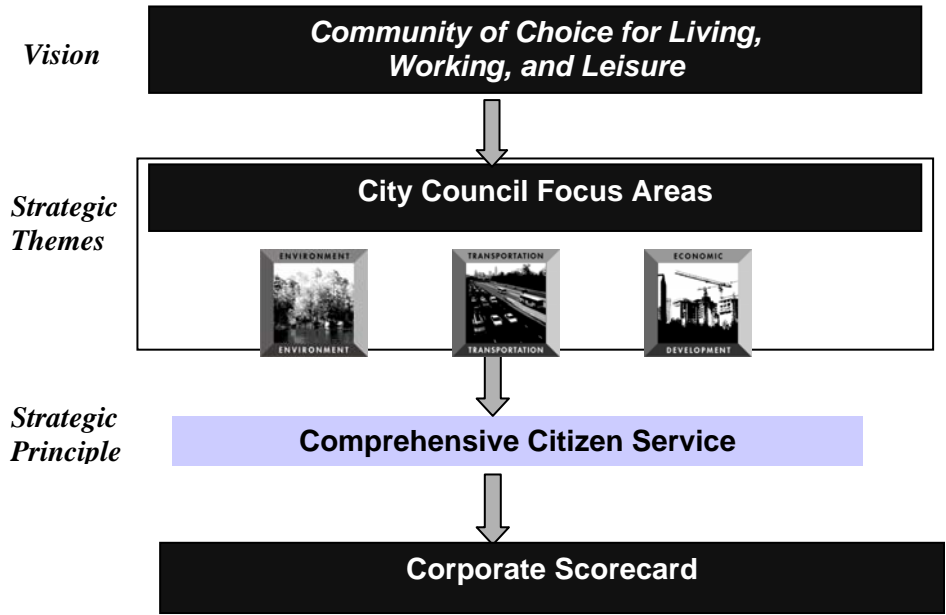 Vision
Community of Choice for Living,
Working, and Leisure
Strategic
Themes
City Council Focus Areas
ENVIRONMENT
ENVIRONMENT
TRANSPORTATION
TRANSPORTATION
ECONOMIC
DEVELOPMENT
Strategic
Principle
Comprehensive Citizen Service
Corporate Scorecard